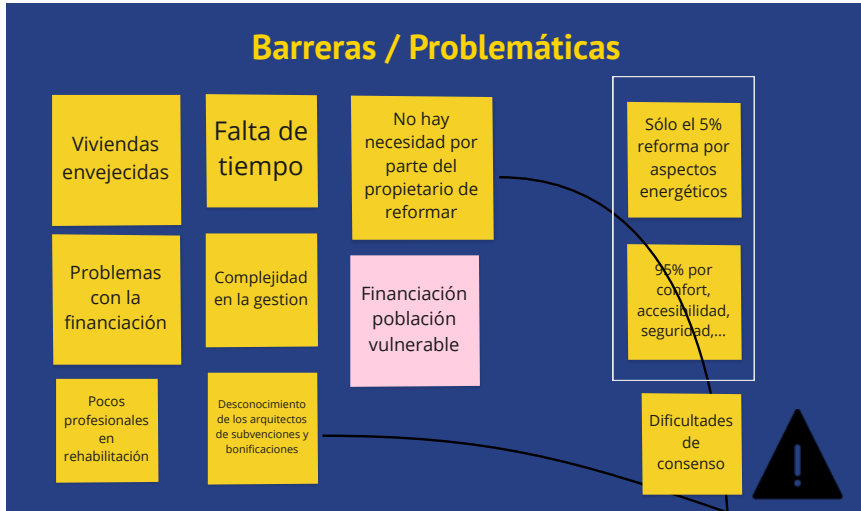 Barreras / Problemáticas
Viviendas
envejecidas
Falta de
tiempo
No hay
necesidad por
parte del
propietario de
reformar
Sólo el 5%
reforma por
aspectos
energéticos
Problemas
con la
financiación
Complejidad
en la gestion
Financiación
población
vulnerable
95% por
confort,
accesibilidad,
seguridad,...
Pocos
profesionales
en
rehabilitación
Desconocimiento
de los arquitectos
de subvenciones y
bonificaciones
Dificultades
de
consenso